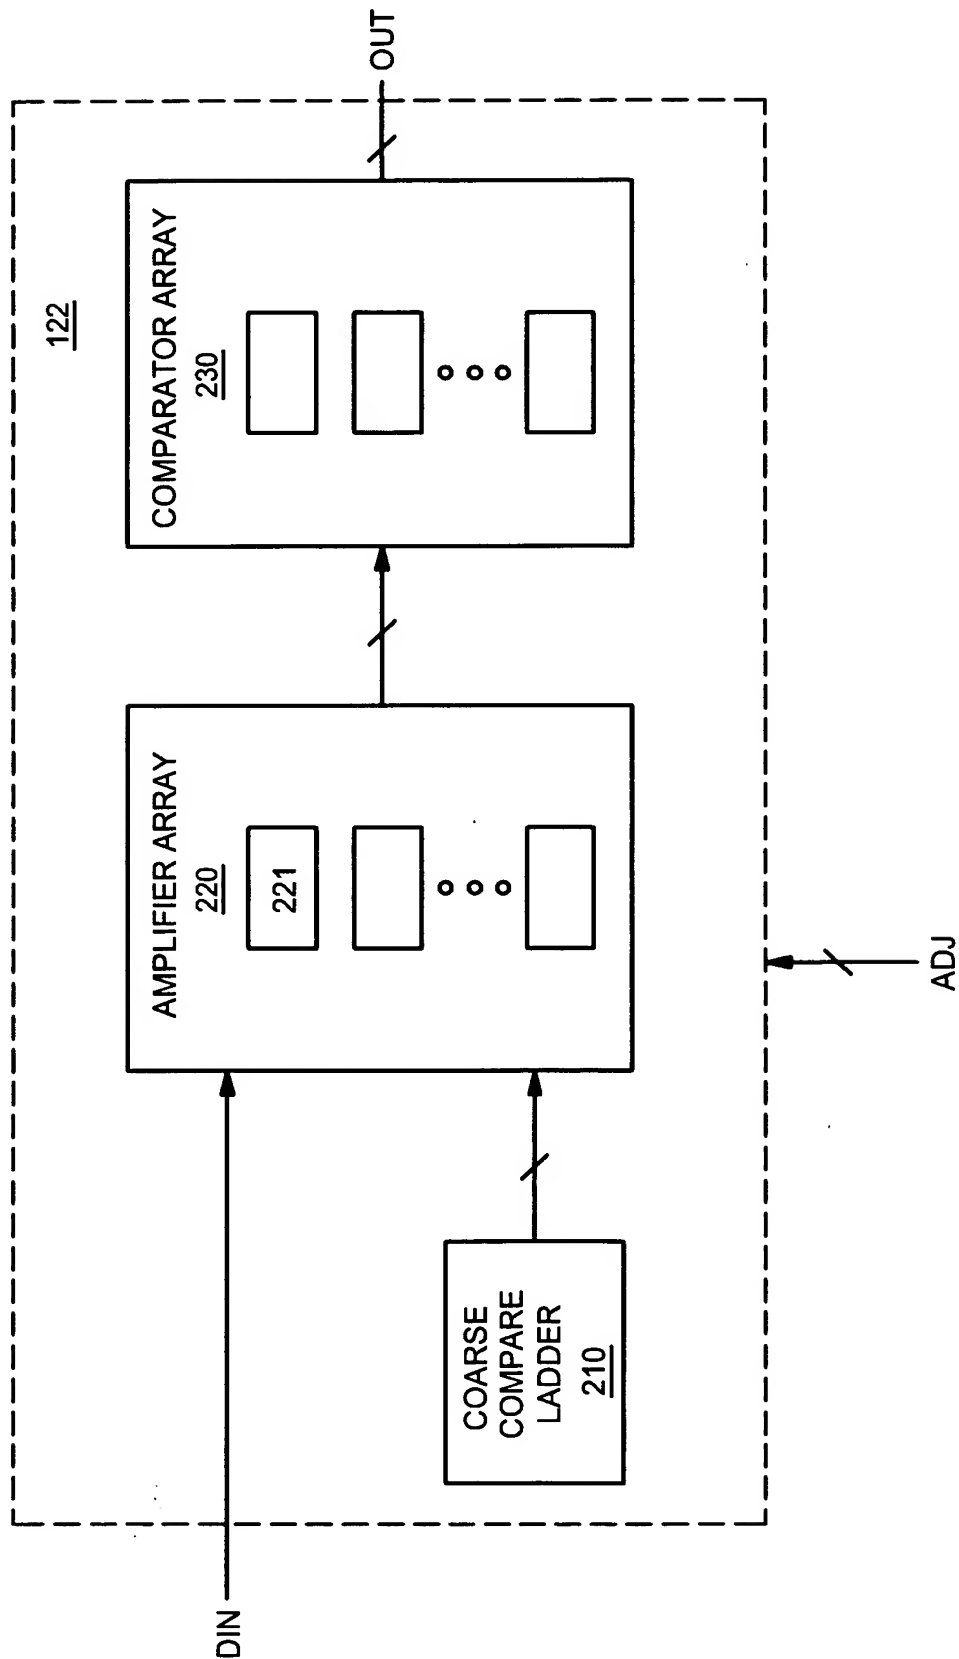 122
DIN
COARSE
COMPARE
LADDER
210
AMPLIFIER ARRAY
220
221
COMPARATOR ARRAY
230
OUT
ADJ